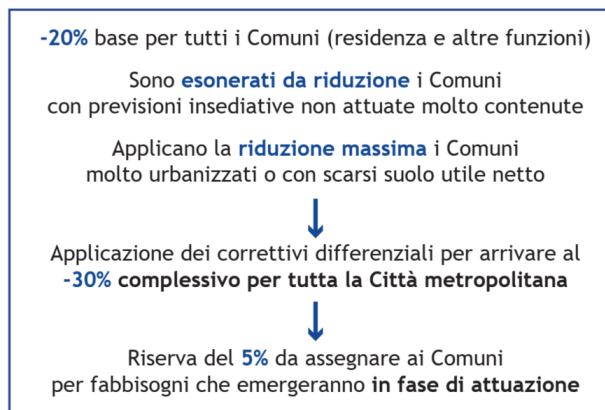 -20% base per tutti i Comuni (residenza e altre funzioni)
Sono esonerati da riduzione i Comuni
con previsioni insediative non attuate molto contenute
Applicano la riduzione massima i Comuni
molto urbanizzati o con scarsi suolo utile netto
Applicazione dei correttivi differenziali per arrivare al
-30% complessivo per tutta la Città metropolitana
Riserva del 5% da assegnare ai Comuni
per fabbisogni che emergeranno in fase di attuazione